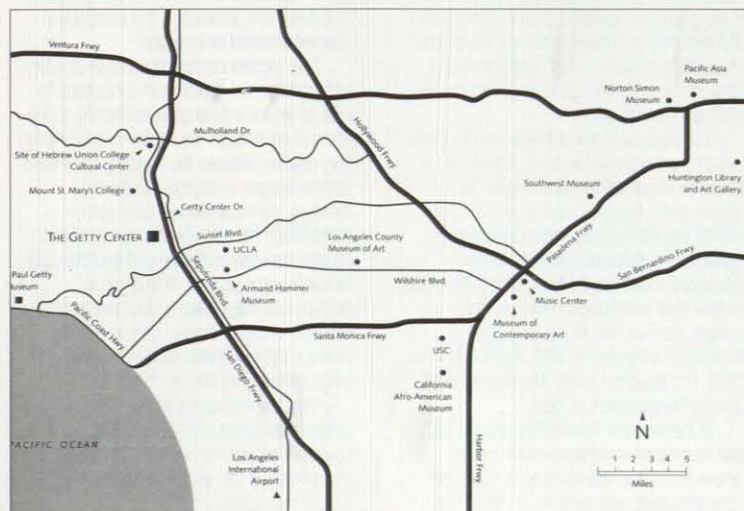 Ventura Frwy.
Pacific Asia
Museum
Norton Simon
Museum
Hollywood Frwy.
Mulholland Dr.
Site of Hebrew Union College
Cultural Center
Huntington Library
and Art Gallery
Mount St. Mary's College
Southwest Museum
Getty Center Dr.
Pasadena Frwy.
THE GETTY CENTER
Sunset Blvd.
UCLA
Los Angeles County
Museum of Art
San Bernardino Frwy.
Paul Getty
useum
Sepulveda Blvd.
Armand Hammer
Museum
Wilshire Blvd.
Music Center
Pacific Coast Hwy.
Museum of
Contemporary Art
Santa Monica Frwy.
USC
San Diego Frwy.
California
Afro-American
Museum
N
PACIFIC OCEAN
Harbor Frwy.
Los Angeles
International
Airport
2 3 4 5
Miles